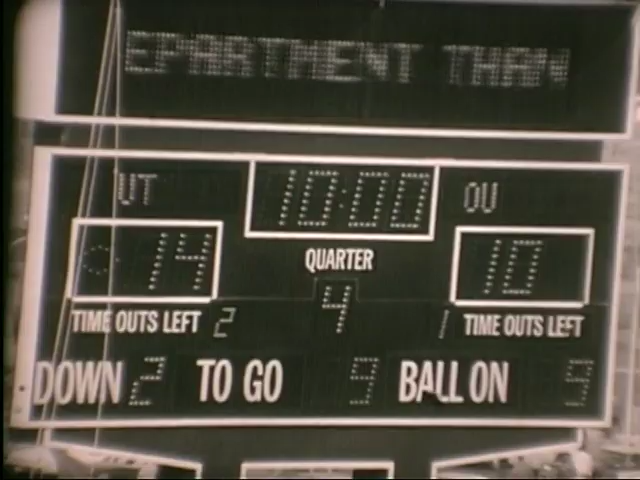 EPARTMENT THAN
UT 10:00 OU
14 QUARTER 10
TIME OUTS LEFT 2 4 1 TIME OUTS LEFT
DOWN 2 TO GO 9 BALL ON 9